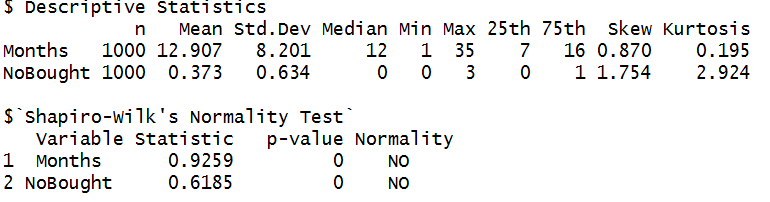 $ Descriptive Statistics
n Mean Std.Dev Median Min Max 25th 75th Skew Kurtosis
Months 1000 12.907 8.201 12 1 35 7 16 0.870 0.195
NoBought 1000 0.373 0.634 0 0 3 0 1 1.754 2.924
$`Shapiro-Wilk's Normality Test`
Variable Statistic p-value Normality
1 Months 0.9259 0 NO
2 NoBought 0.6185 0 NO